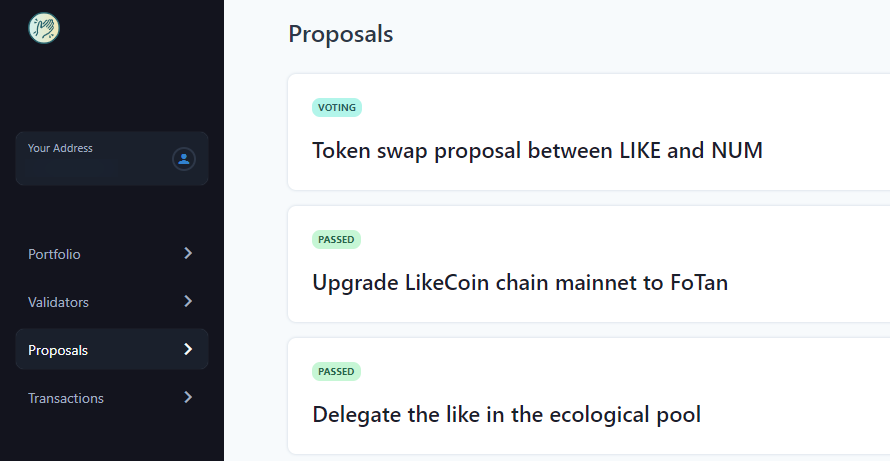 Your Address
Portfolio
Validators
Proposals
Transactions
Proposals
VOTING
Token swap proposal between LIKE and NUM
PASSED
Upgrade LikeCoin chain mainnet to FoTan
PASSED
Delegate the like in the ecological pool